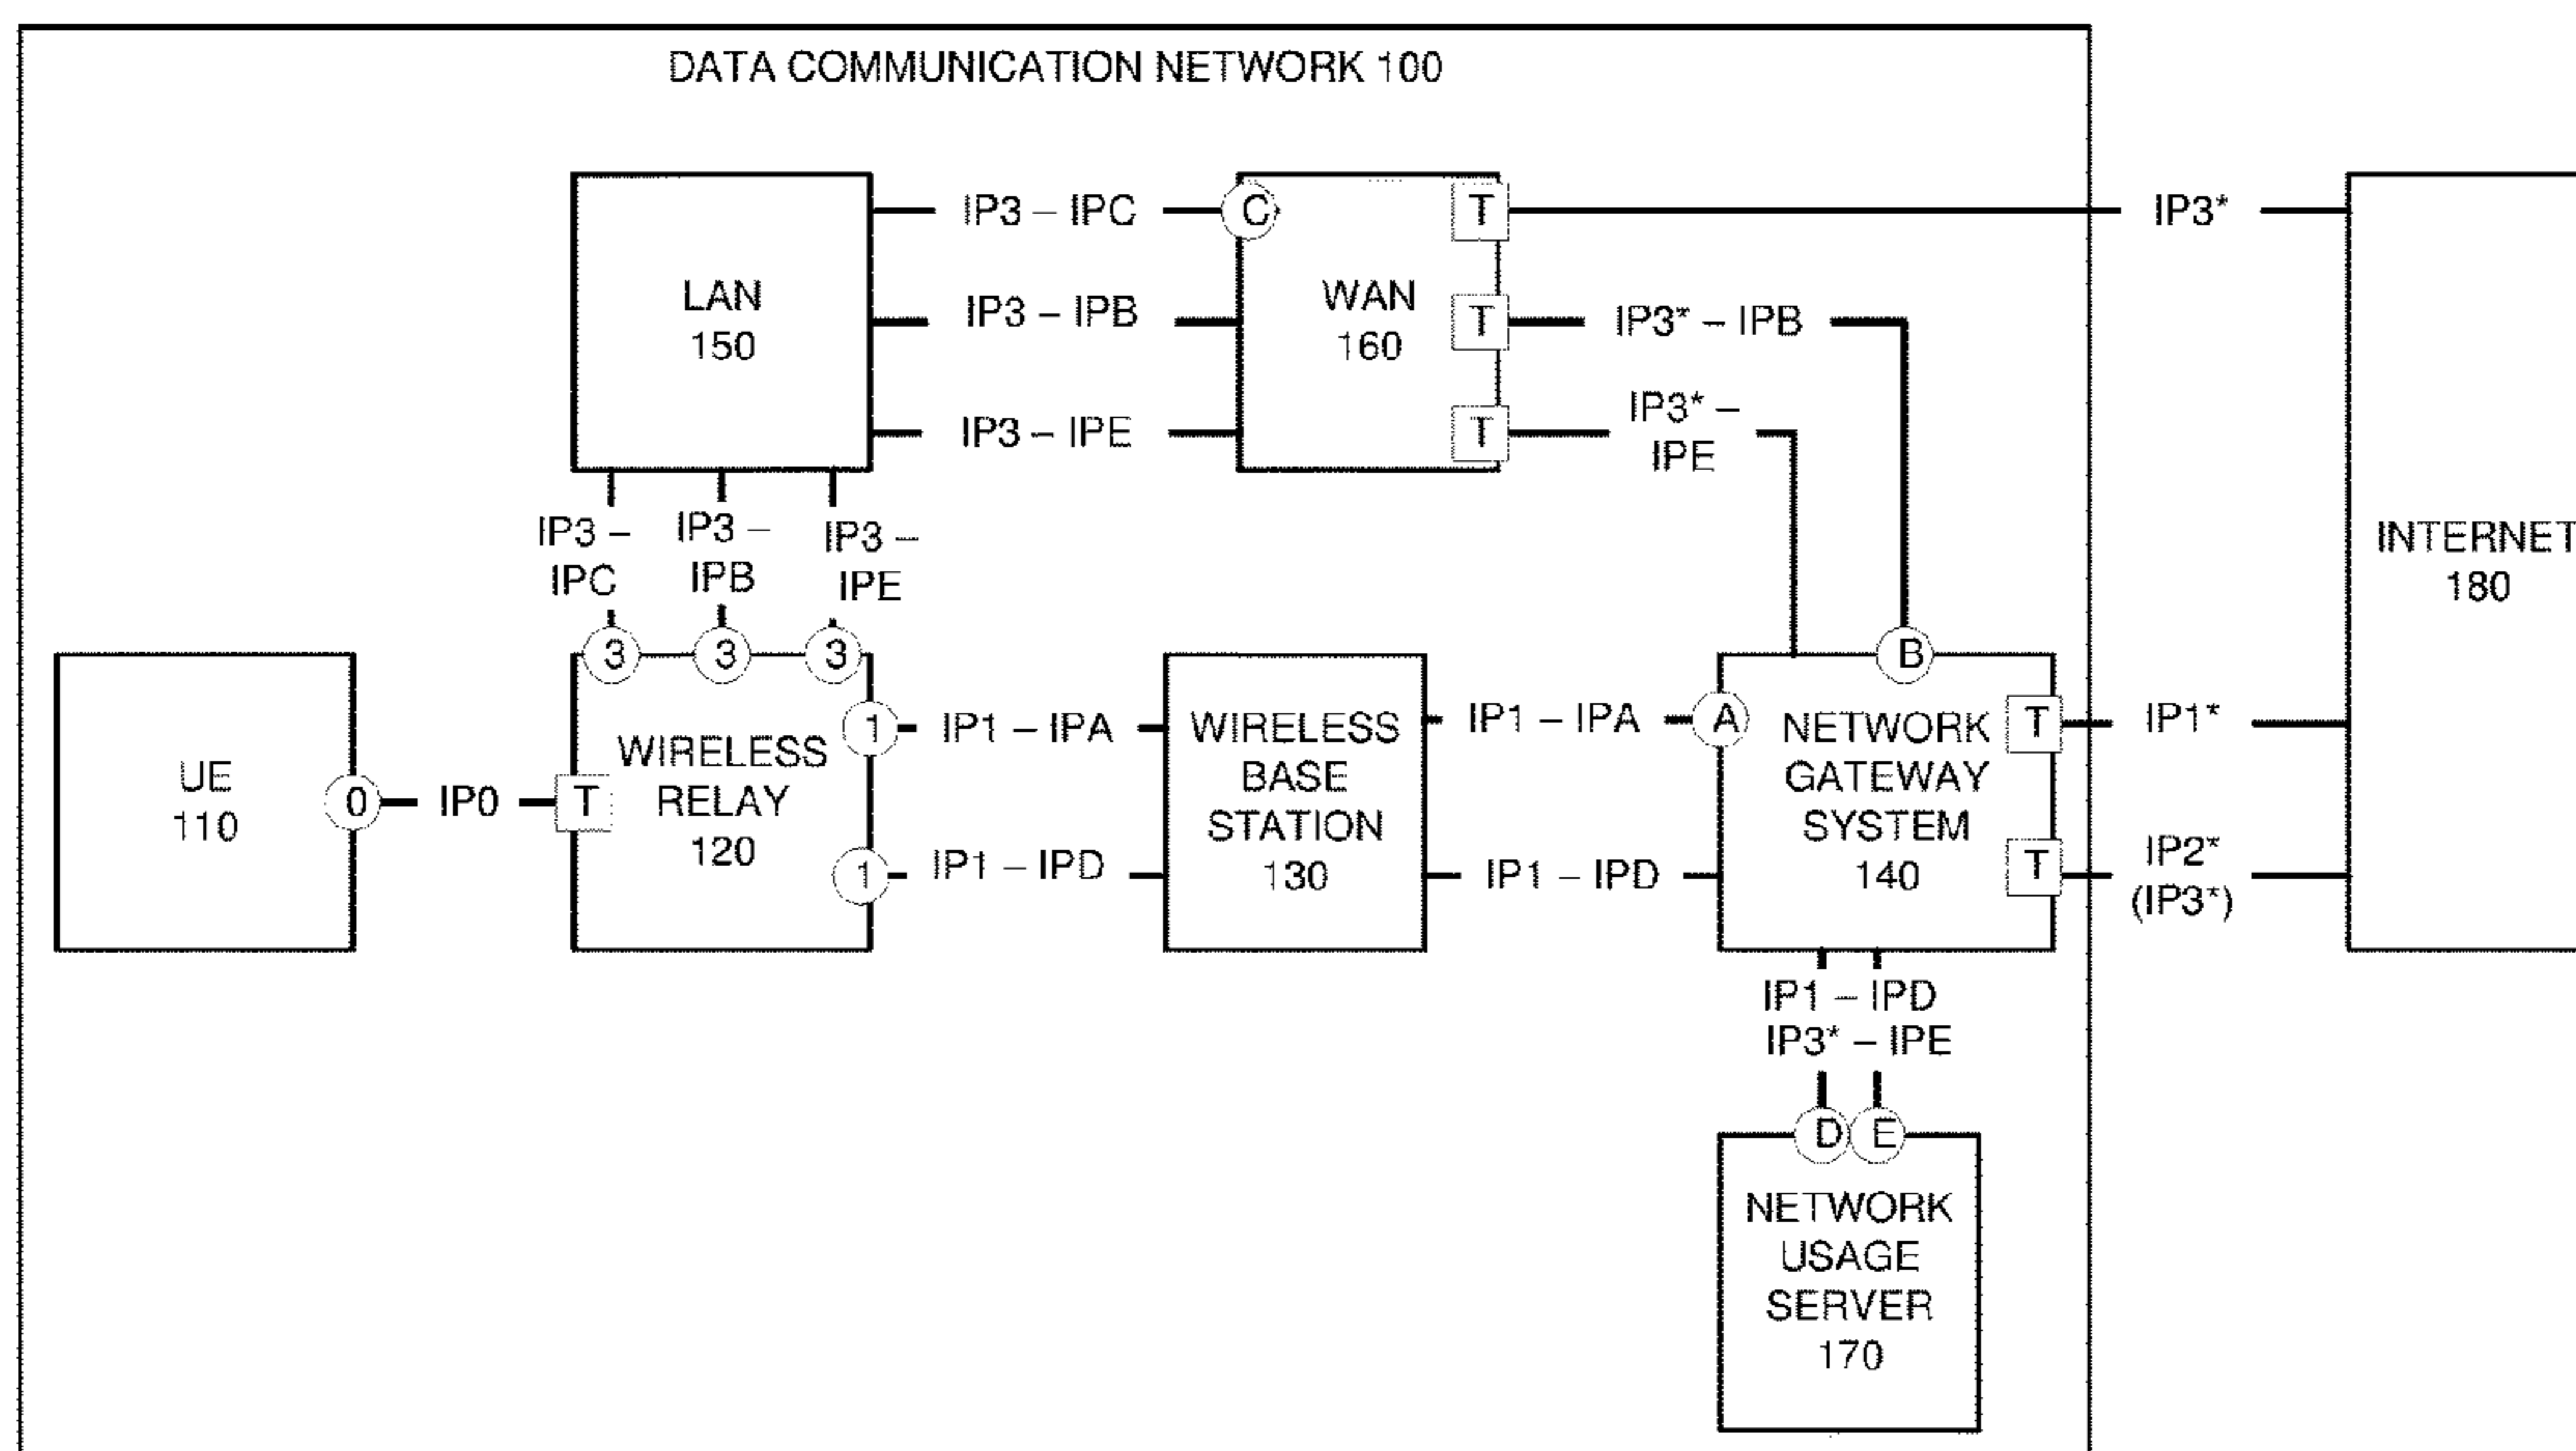 DATA COMMUNICATION NETWORK 100
LAN
150
IP3 – IPC
IP3 – IPB
IP3 – IPE
C
WAN
160
T
T
T
IP3*
IP3* – IPB
IP3* –
IPE
INTERNET
180
IP3 –
IPC
IP3 –
IPB
IP3 –
IPE
3
3
3
UE
110
0
IP0
T
WIRELESS
RELAY
120
1
1
IP1 – IPA
IP1 – IPD
WIRELESS
BASE
STATION
130
IP1 – IPA
IP1 – IPD
A
B
NETWORK
GATEWAY
SYSTEM
140
T
T
IP1*
IP2*
(IP3*)
IP1 – IPD
IP3* – IPE
D
E
NETWORK
USAGE
SERVER
170